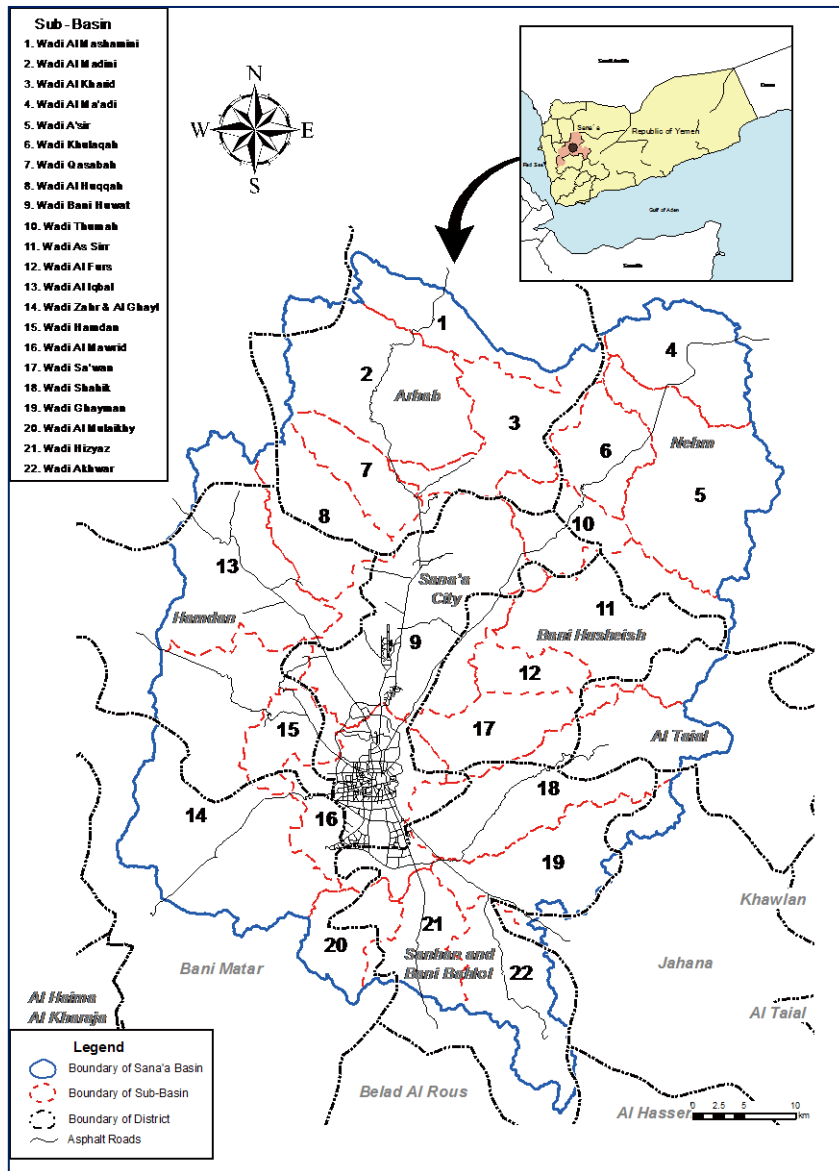 Sub-Basin
1. Wadi Al Mashamini
2. Wadi Al Madini
3. Wadi Al Kharid
4. Wadi Al Ma'adi
5. Wadi A'sir
6. Wadi Khulaqah
7. Wadi Qasabah
8. Wadi Al Huqqah
9. Wadi Bani Huwat
10. Wadi Thumah
11. Wadi As Sirr
12. Wadi Al Furs
13. Wadi Al Iqbal
14. Wadi Zahr & Al Ghayl
15. Wadi Hamdan
16. Wadi Al Mawrid
17. Wadi Sa'wan
18. Wadi Shahik
19. Wadi Ghayman
20. Wadi Al Mulaikhy
21. Wadi Hizyaz
22. Wadi Akhwar
N
W E
S
Sana`a
Republic of Yemen
Red Sea
Gulf of Aden
1
2
Arhab
3
4
Nehm
6
5
7
8
10
13
Sana'a
City
11
Hamdan
9
Bani Husheish
12
15
17
Al Taial
14
16
18
19
Khawlan
20
21
Sanhan and
Bani Bahlol
22
Bani Matar
Jahana
Al Haima
Al Kharaja
Al Taial
Belad Al Rous
Al Hassen
Legend
Boundary of Sana'a Basin
Boundary of Sub-Basin
Boundary of District
Asphalt Roads
0 2.5 5 10
km